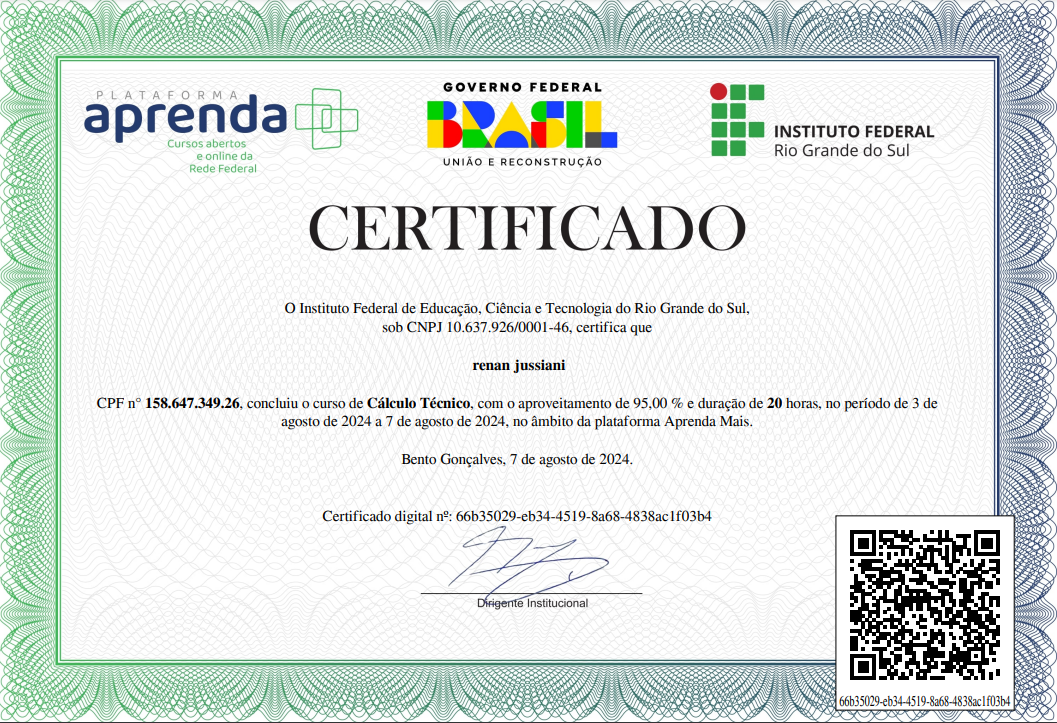 PLATAFORMA
aprenda
Cursos abertos
e online da
Rede Federal
GOVERNO FEDERAL
BRASIL
UNIÃO E RECONSTRUÇÃO
INSTITUTO FEDERAL
Rio Grande do Sul
CERTIFICADO
O Instituto Federal de Educação, Ciência e Tecnologia do Rio Grande do Sul,
sob CNPJ 10.637.926/0001-46, certifica que
renan jussiani
CPF n° 158.647.349.26, concluiu o curso de Cálculo Técnico, com o aproveitamento de 95,00 % e duração de 20 horas, no período de 3 de
agosto de 2024 a 7 de agosto de 2024, no âmbito da plataforma Aprenda Mais.
Bento Gonçalves, 7 de agosto de 2024.
Certificado digital nº: 66b35029-eb34-4519-8a68-4838ac1f03b4
Dirigente Institucional
66b35029-eb34-4519-8a68-4838ac1f03b4